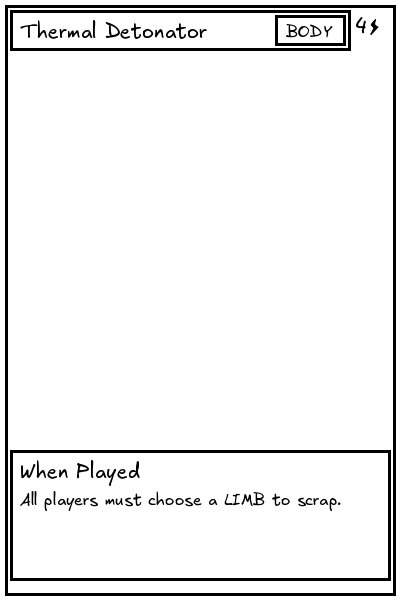 Thermal Detonator BODY 4⚡
When Played
All players must choose a LIMB to scrap.